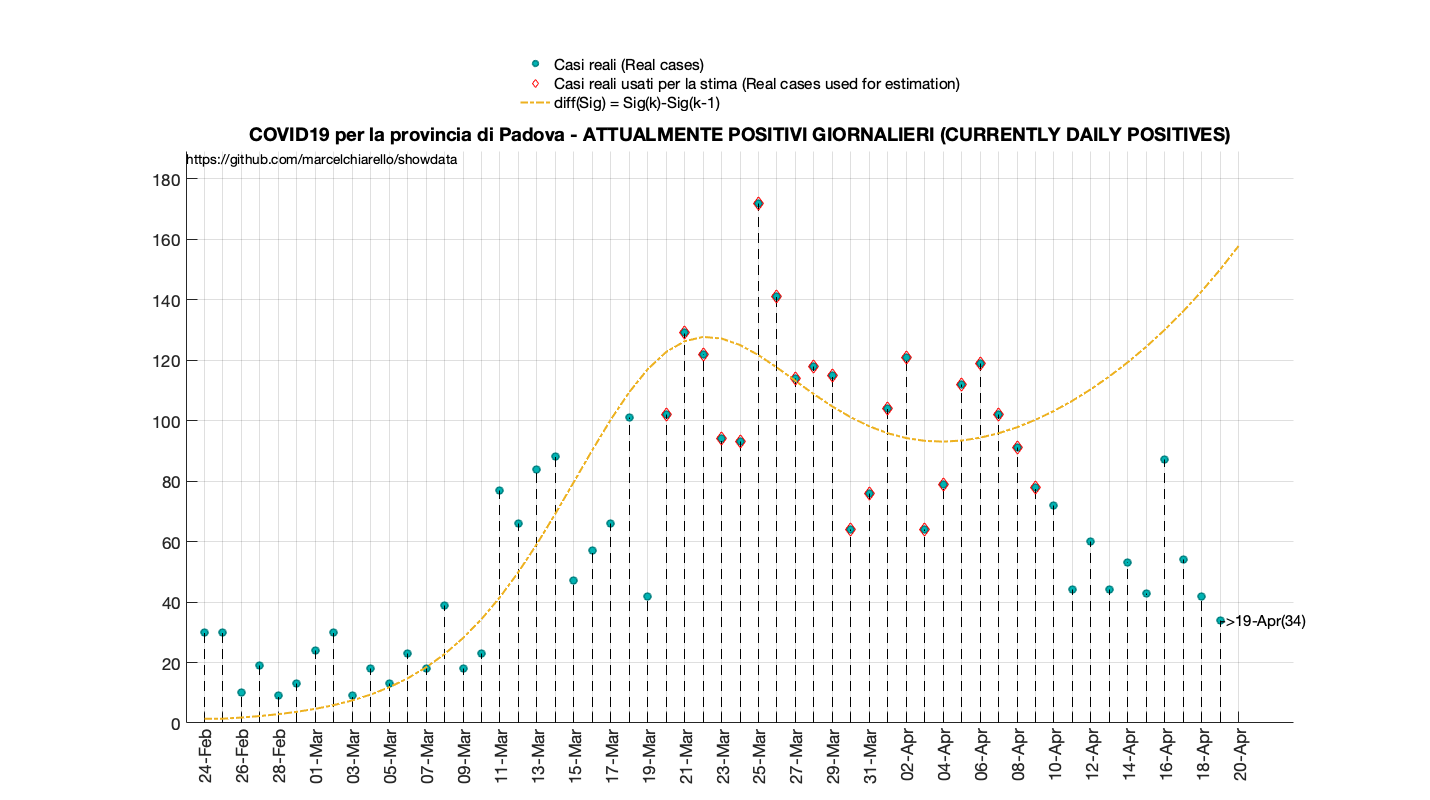 Casi reali (Real cases)
Casi reali usati per la stima (Real cases used for estimation)
diff(Sig) = Sig(k)-Sig(k-1)
COVID19 per la provincia di Padova - ATTUALMENTE POSITIVI GIORNALIERI (CURRENTLY DAILY POSITIVES)
https://github.com/marcelchiarello/showdata
180
160
140
120
100
80
60
40
>19-Apr(34)
20
0
24-Feb 26-Feb 28-Feb 01-Mar 03-Mar 05-Mar 07-Mar 09-Mar 11-Mar 13-Mar 15-Mar 17-Mar 19-Mar 21-Mar 23-Mar 25-Mar 27-Mar 29-Mar 31-Mar 02-Apr 04-Apr 06-Apr 08-Apr 10-Apr 12-Apr 14-Apr 16-Apr 18-Apr 20-Apr